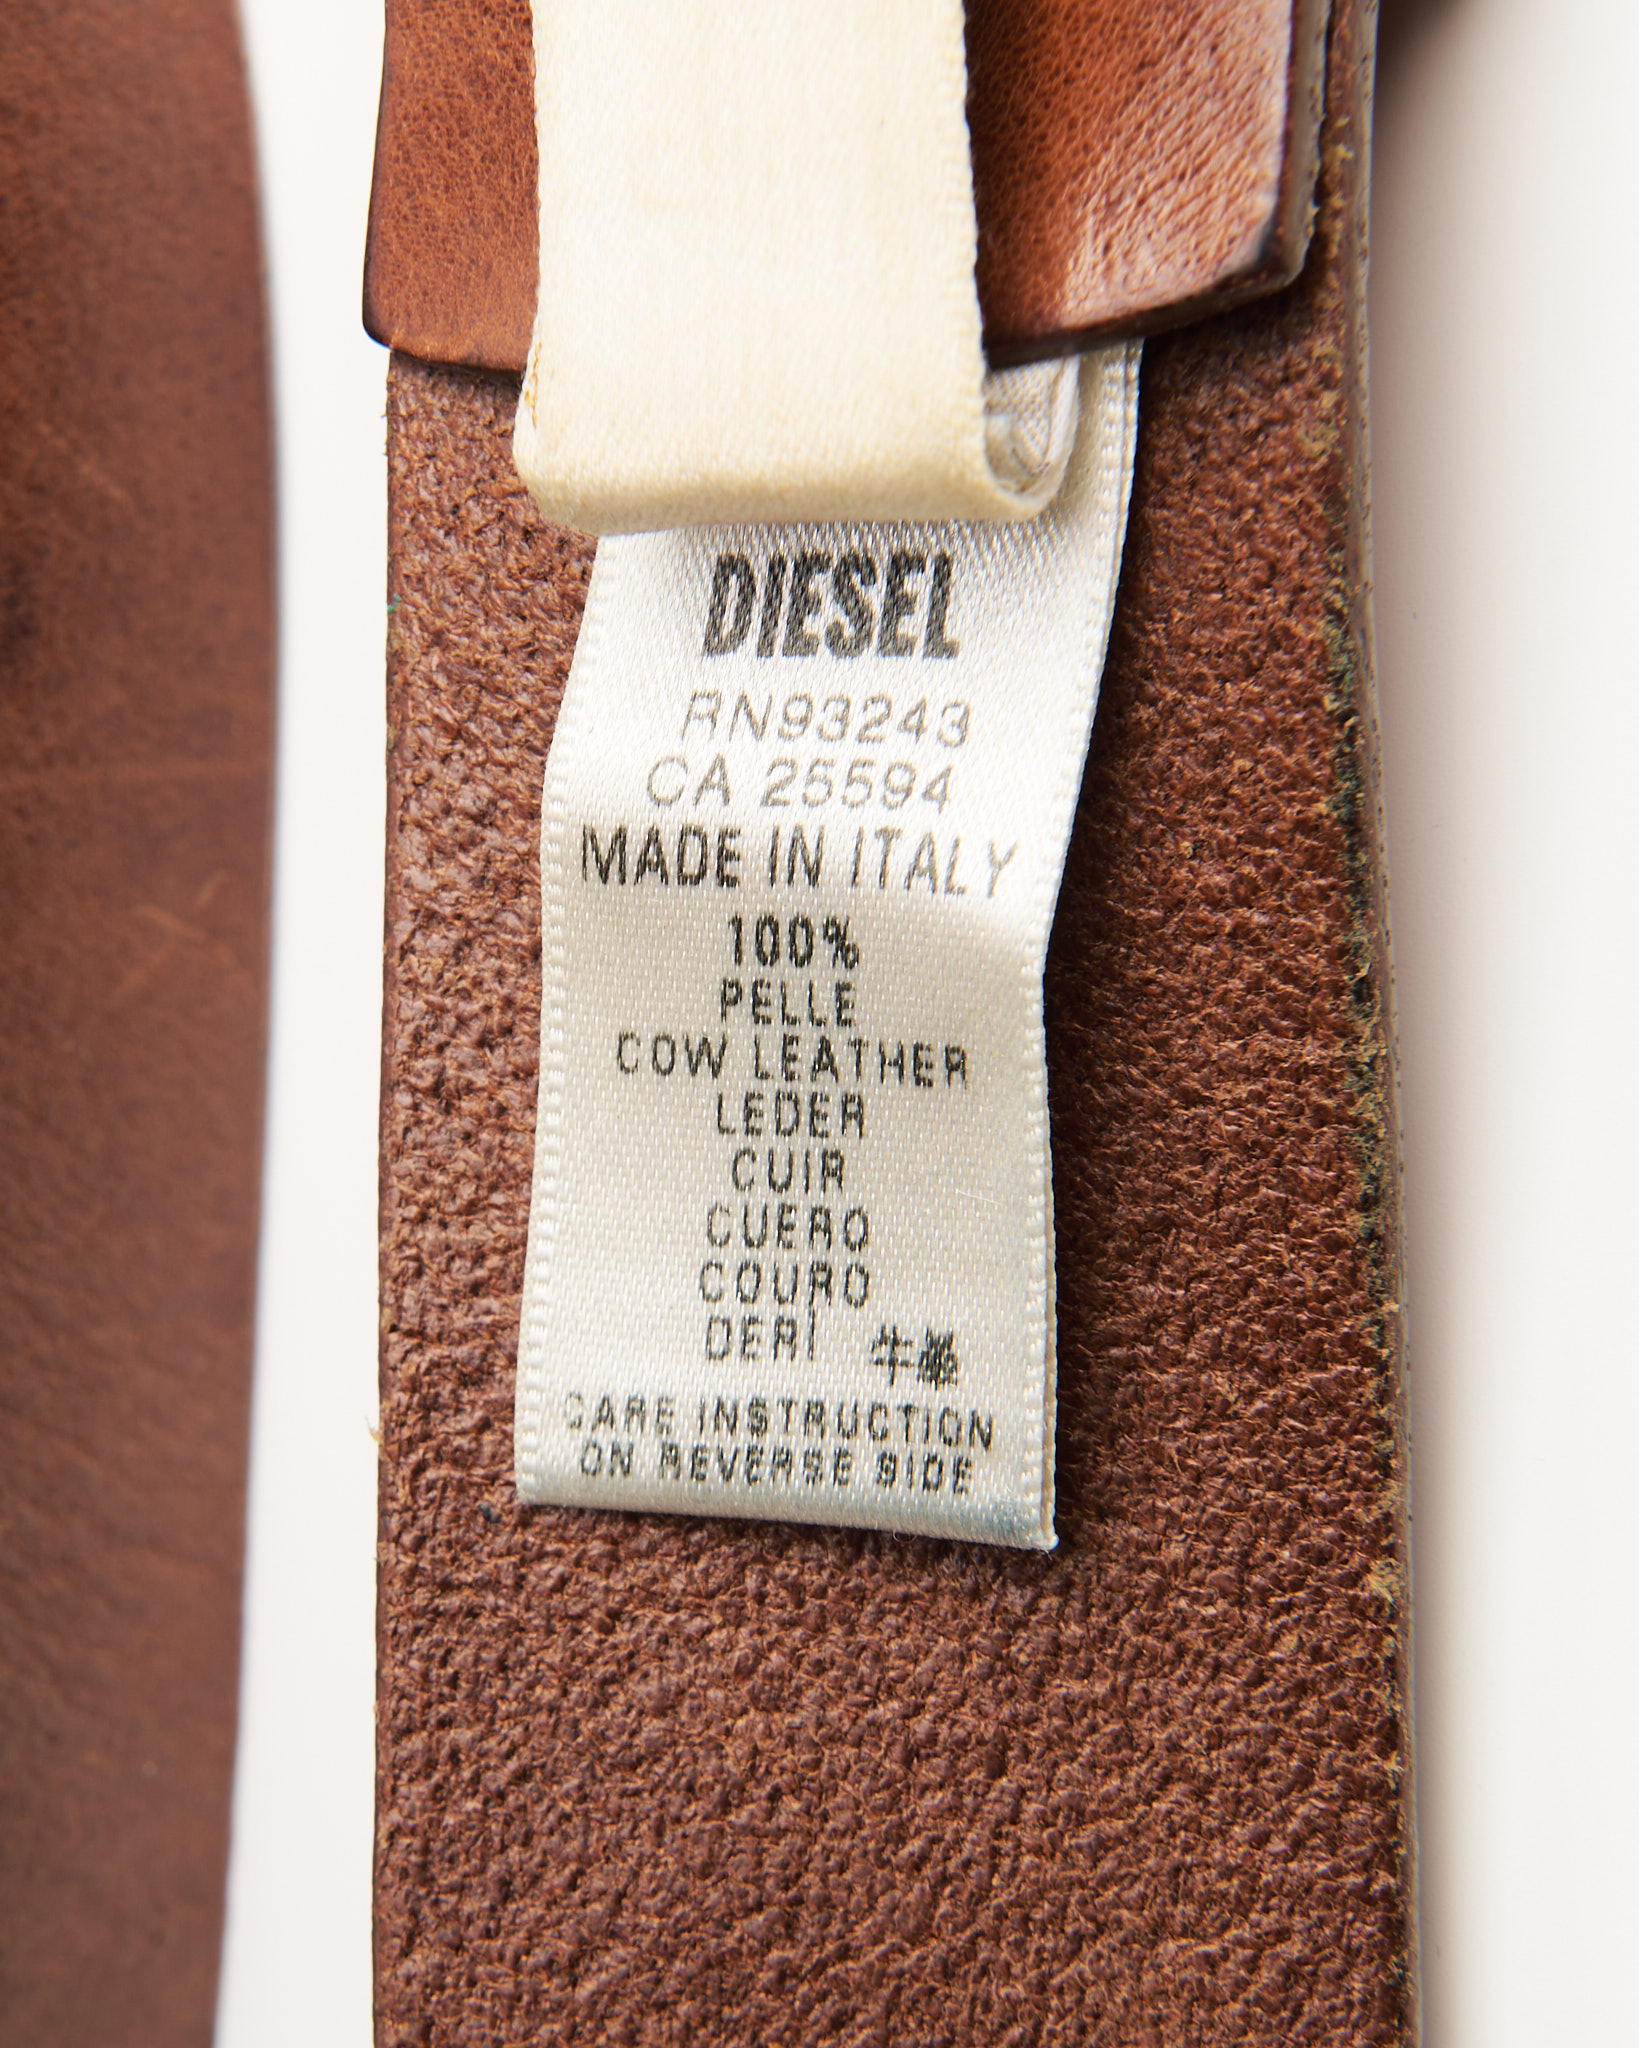 DIESEL
RN93243
CA 25594
MADE IN ITALY
100%
PELLE
COW LEATHER
LEDER
CUIR
CUERO
COURO
DERİ 牛革
CARE INSTRUCTION
ON REVERSE SIDE